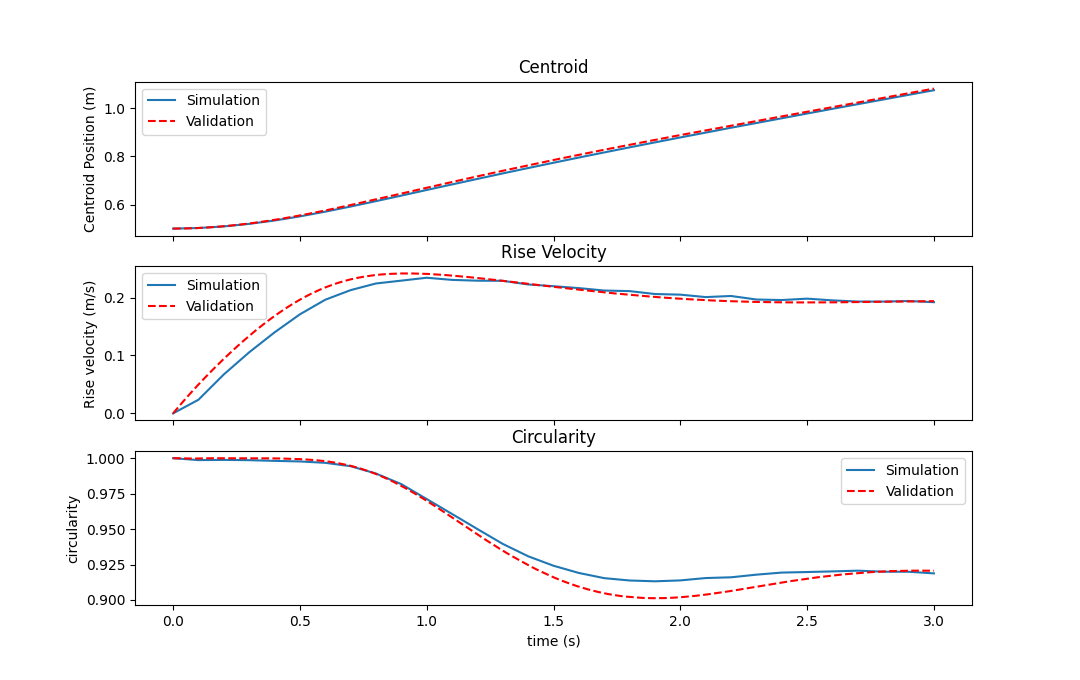 Centroid
Centroid Position (m)
1.0
0.8
0.6
Simulation
Validation
Rise Velocity
Rise velocity (m/s)
0.2
0.1
0.0
Simulation
Validation
Circularity
circularity
1.000
0.975
0.950
0.925
0.900
Simulation
Validation
0.0 0.5 1.0 1.5 2.0 2.5 3.0
time (s)